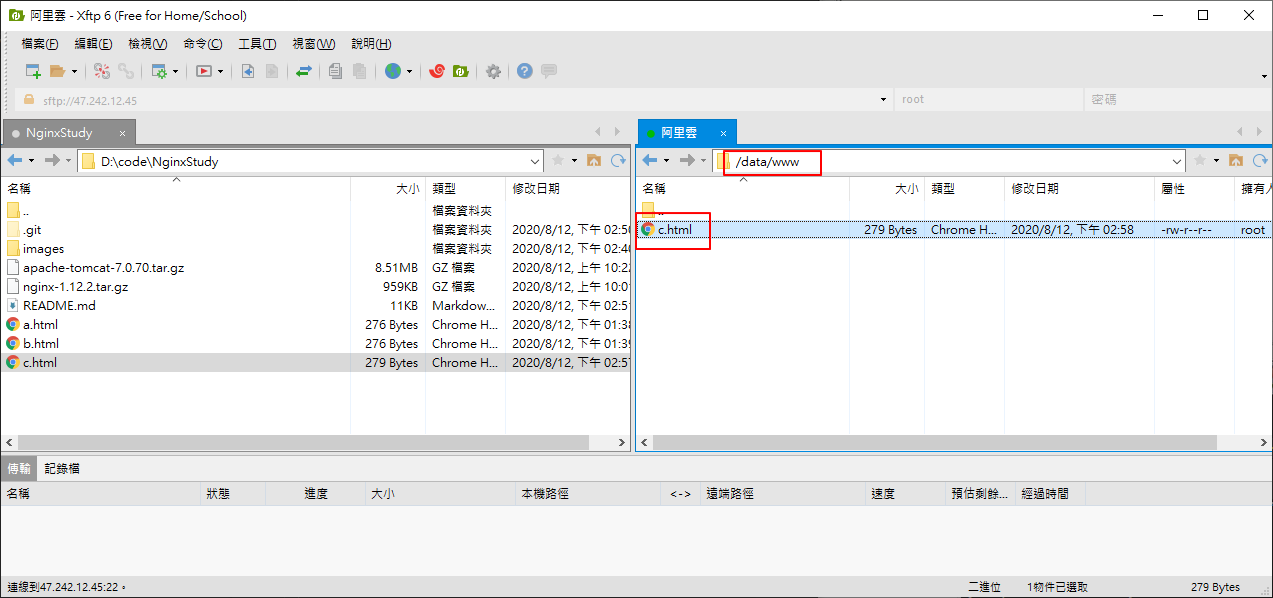 阿里雲 - Xftp 6 (Free for Home/School)
檔案(F) 編輯(E) 檢視(V) 命令(C) 工具(T) 視窗(W) 說明(H)
sftp://47.242.12.45 root 密碼
NginxStudy × 阿里雲 ×
D:\code\NginxStudy /data/www
名稱 大小 類型 修改日期 名稱 大小 類型 修改日期 屬性 擁有人
.. 檔案資料夾 ..
.git 檔案資料夾 2020/8/12, 下午 02:5 c.html 279 Bytes Chrome H... 2020/8/12, 下午 02:58 -rw-r--r-- root
images 檔案資料夾 2020/8/12, 下午 02:4
apache-tomcat-7.0.70.tar.gz 8.51MB GZ 檔案 2020/8/12, 上午 10:2
nginx-1.12.2.tar.gz 959KB GZ 檔案 2020/8/12, 上午 10:0
README.md 11KB Markdow... 2020/8/12, 下午 02:5
a.html 276 Bytes Chrome H... 2020/8/12, 下午 01:3
b.html 276 Bytes Chrome H... 2020/8/12, 下午 01:3
c.html 279 Bytes Chrome H... 2020/8/12, 下午 02:5
傳輸 記錄檔
名稱 狀態 進度 大小 本機路徑 <-> 遠端路徑 速度 預估剩餘... 經過時間
連線到47.242.12.45:22。 二進位 1物件已選取 279 Bytes